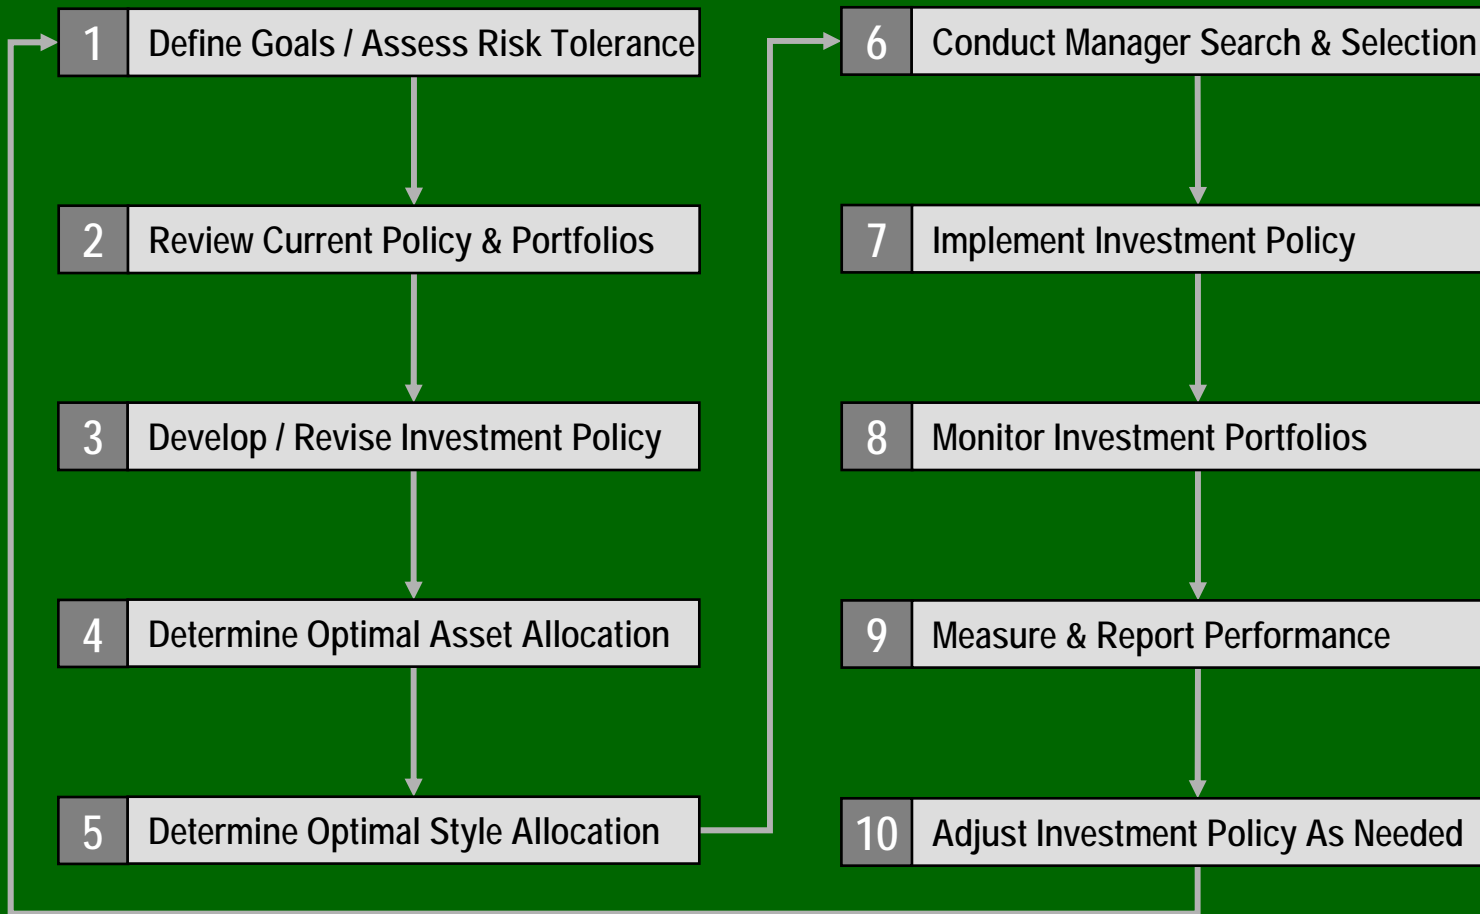 1 Define Goals / Assess Risk Tolerance
2 Review Current Policy & Portfolios
3 Develop / Revise Investment Policy
4 Determine Optimal Asset Allocation
5 Determine Optimal Style Allocation
6 Conduct Manager Search & Selection
7 Implement Investment Policy
8 Monitor Investment Portfolios
9 Measure & Report Performance
10 Adjust Investment Policy As Needed